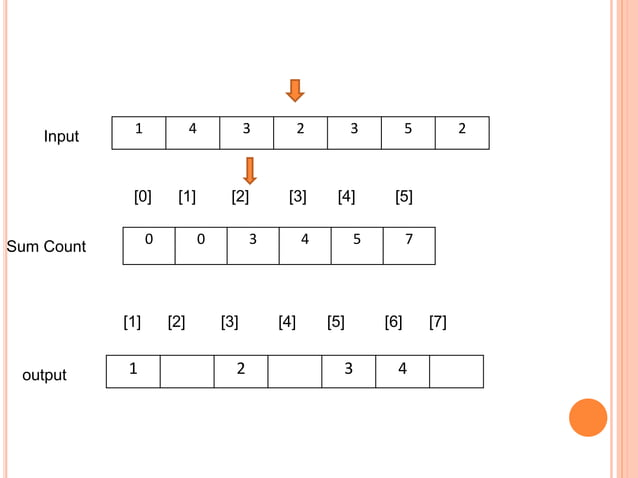 Input 1 4 3 2 3 5 2
[0] [1] [2] [3] [4] [5]
Sum Count 0 0 3 4 5 7
[1] [2] [3] [4] [5] [6] [7]
output 1 2 3 4